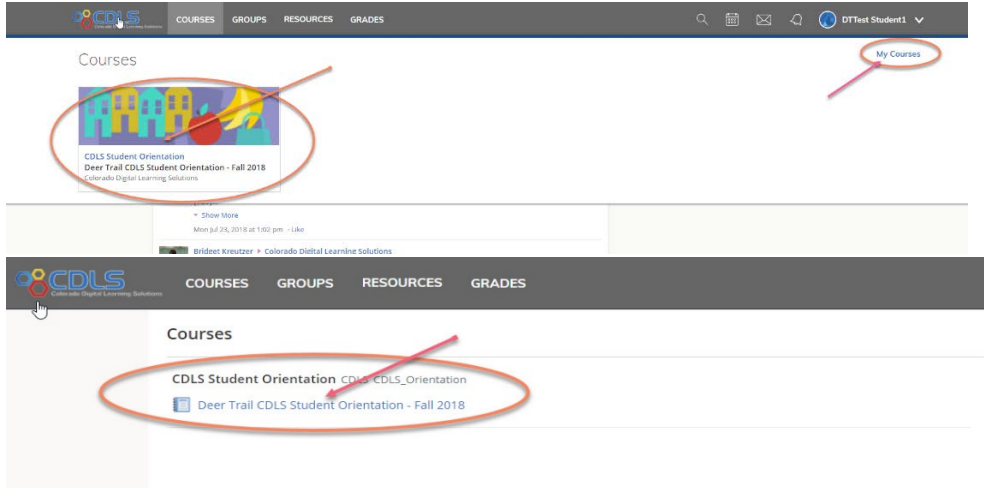 CDLS
Colorado Digital Learning Solutions
COURSES GROUPS RESOURCES GRADES
DTTest Student1
Courses
My Courses
CDLS Student Orientation
Deer Trail CDLS Student Orientation - Fall 2018
Colorado Digital Learning Solutions
Show More
Mon Jul 23, 2018 at 1:02 pm · Like
Bridget Kreutzer Colorado Digital Learning Solutions
CDLS
Colorado Digital Learning Solutions
COURSES GROUPS RESOURCES GRADES
Courses
CDLS Student Orientation CDLS CDLS_Orientation
Deer Trail CDLS Student Orientation - Fall 2018